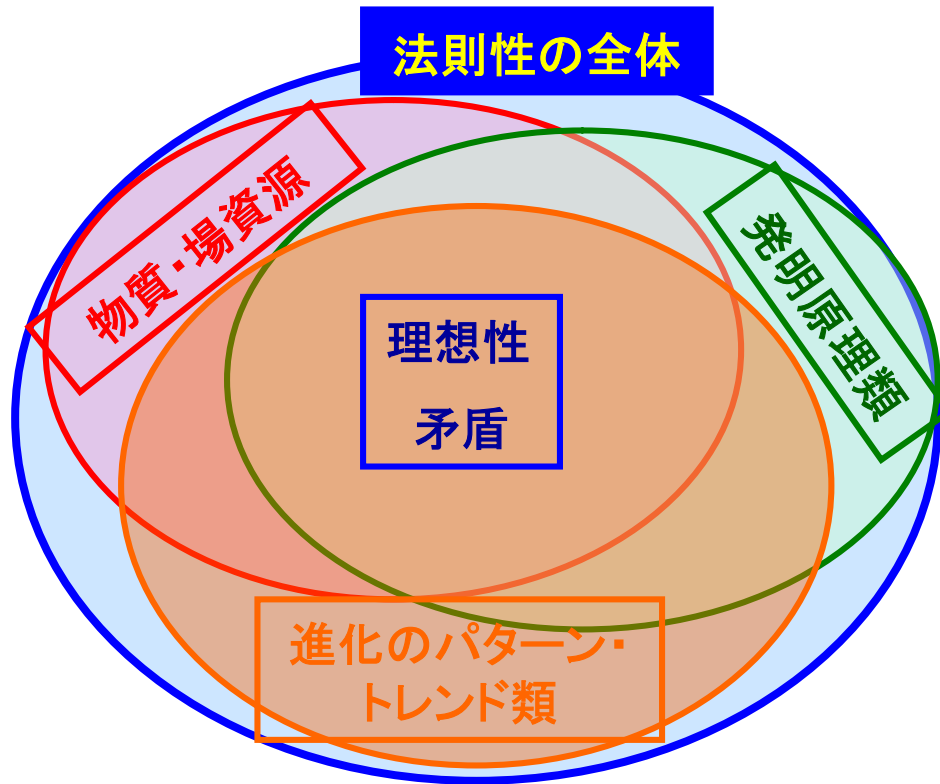 法則性の全体
物質・場資源
発明原理類
理想性
矛盾
進化のパターン・
トレンド類